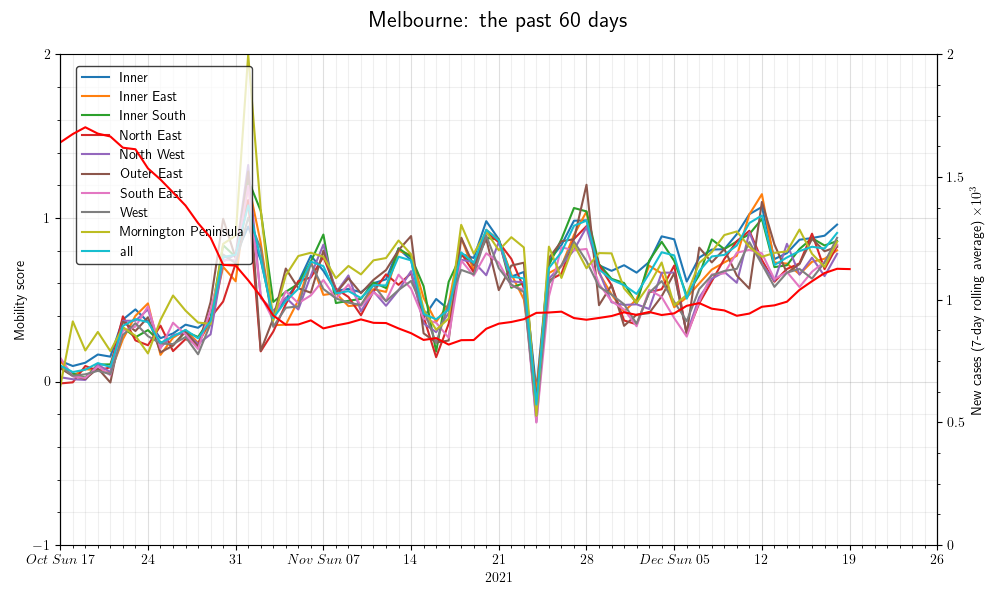 Melbourne: the past 60 days
2
1
0
−1
Mobility score
Inner
Inner East
Inner South
North East
North West
Outer East
South East
West
Mornington Peninsula
all
2
1.5
1
0.5
0
New cases (7-day rolling average) ×10³
Oct Sun 17 24 31 Nov Sun 07 14 21 28 Dec Sun 05 12 19 26
2021